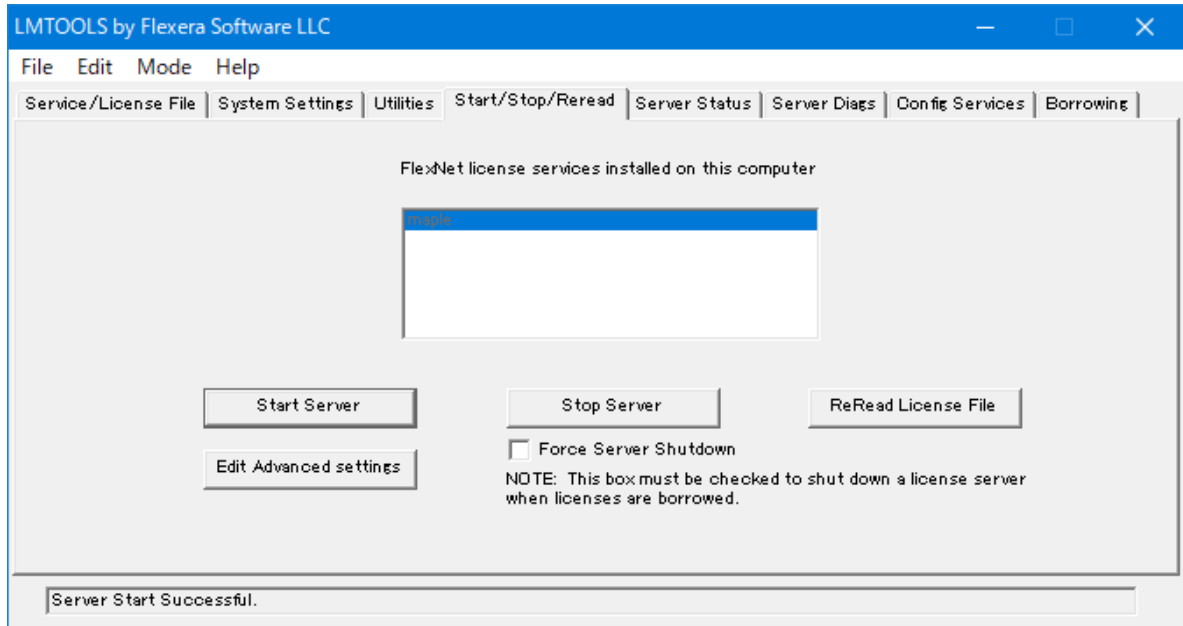 LMTOOLS by Flexera Software LLC
File Edit Mode Help
Service/License File System Settings Utilities Start/Stop/Reread Server Status Server Diags Config Services Borrowing
FlexNet license services installed on this computer
maple
Start Server Stop Server ReRead License File
Force Server Shutdown
Edit Advanced settings
NOTE: This box must be checked to shut down a license server
when licenses are borrowed.
Server Start Successful.